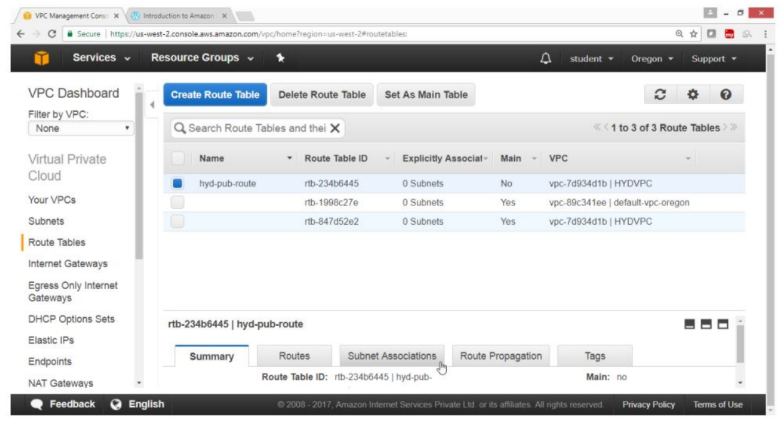 VPC Management Conso
Introduction to Amazon
Secure | https://us-west-2.console.aws.amazon.com/vpc/home?region=us-west-2#routetables:
Services Resource Groups student Oregon Support
VPC Dashboard
Filter by VPC:
None
Virtual Private Cloud
Your VPCs
Subnets
Route Tables
Internet Gateways
Egress Only Internet Gateways
DHCP Options Sets
Elastic IPs
Endpoints
NAT Gateways
Create Route Table Delete Route Table Set As Main Table
Search Route Tables and thei X
1 to 3 of 3 Route Tables
Name Route Table ID Explicitly Associat Main VPC
hyd-pub-route rtb-234b6445 0 Subnets No vpc-7d934d1b | HYDVPC
rtb-1998c27e 0 Subnets Yes vpc-89c341ee | default-vpc-oregon
rtb-847d52e2 0 Subnets Yes vpc-7d934d1b | HYDVPC
rtb-234b6445 | hyd-pub-route
Summary Routes Subnet Associations Route Propagation Tags
Route Table ID: rtb-234b6445 | hyd-pub- Main: no
Feedback English © 2008 - 2017, Amazon Internet Services Private Ltd. or its affiliates. All rights reserved. Privacy Policy Terms of Use